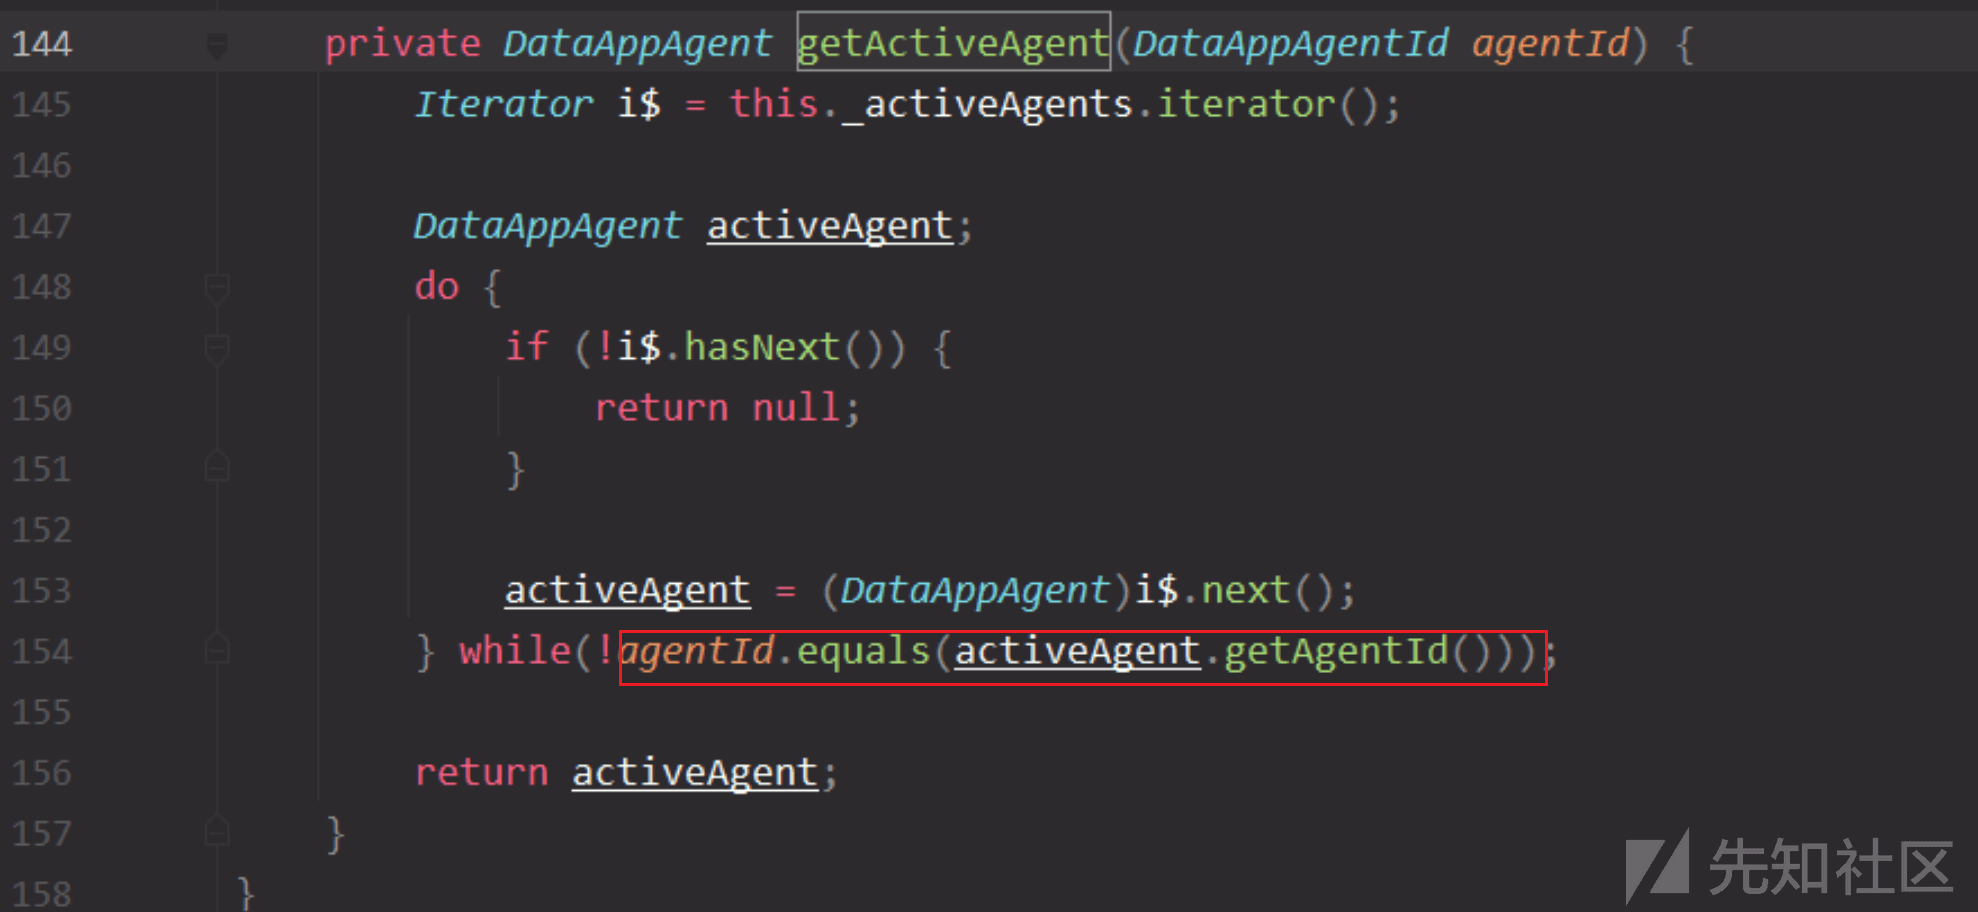 144 private DataAppAgent getActiveAgent(DataAppAgentId agentId) {
145 Iterator i$ = this._activeAgents.iterator();
146
147 DataAppAgent activeAgent;
148 do {
149 if (!i$.hasNext()) {
150 return null;
151 }
152
153 activeAgent = (DataAppAgent)i$.next();
154 } while(!agentId.equals(activeAgent.getAgentId()));
155
156 return activeAgent;
157 }
158 }
先知社区